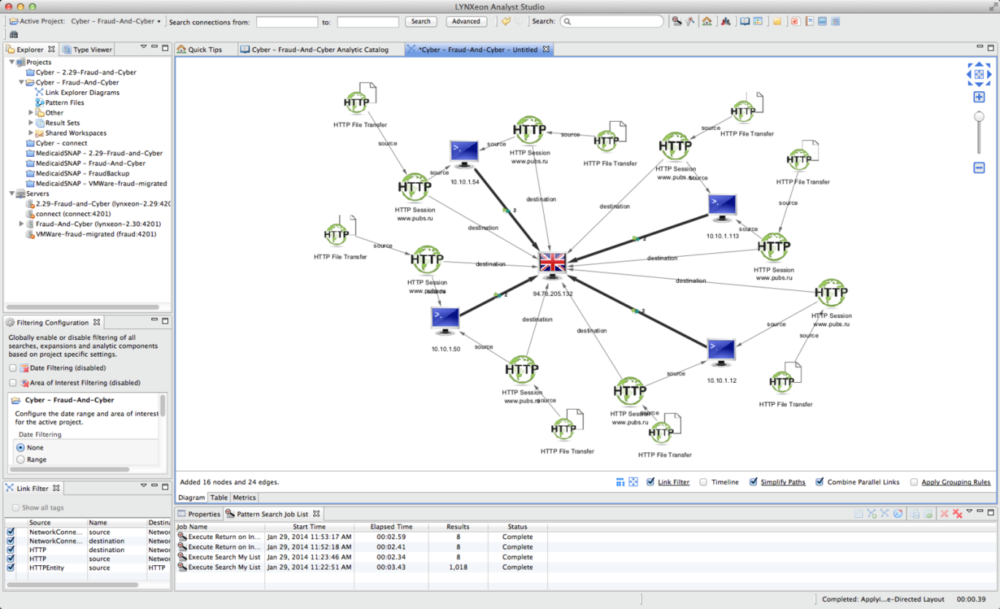 LYNXeon Analyst Studio
Active Project: Cyber - Fraud-And-Cyber Search connections from: to: Search Advanced Search:
Explorer Type Viewer
Quick Tips Cyber - Fraud-And-Cyber Analytic Catalog *Cyber - Fraud-And-Cyber - Untitled
Projects
Cyber - 2.29-Fraud-and-Cyber
Cyber - Fraud-And-Cyber
Link Explorer Diagrams
Pattern Files
Other
Result Sets
Shared Workspaces
Cyber - connect
MedicaidSNAP - 2.29-Fraud-and-Cyber
MedicaidSNAP - Fraud-And-Cyber
MedicaidSNAP - FraudBackup
MedicaidSNAP - VMWare-fraud-migrated
Servers
2.29-Fraud-and-Cyber (lynxeon-2.29:420
connect (connect:4201)
Fraud-And-Cyber (lynxeon-2.30:4201)
VMWare-fraud-migrated (fraud:4201)
Filtering Configuration
Globally enable or disable filtering of all
searches, expansions and analytic components
based on project specific settings.
Date Filtering (disabled)
Area of Interest Filtering (disabled)
Cyber - Fraud-And-Cyber
Configure the date range and area of interest
for the active project.
Date Filtering
None
Range
Link Filter
Show all tags
Source Name Destina
NetworkConne... source Networ
NetworkConne... destination Networ
HTTP destination Networ
HTTP source Networ
HTTPEntity source HTTP
HTTP
HTTP File Transfer
source
HTTP
HTTP Session
www.pubs.ru
source
10.10.1.54
source
HTTP
HTTP Session
www.pubs.ru
source
HTTP
HTTP File Transfer
destination
destination
2
HTTP
HTTP File Transfer
source
HTTP
HTTP Session
www.pubs.ru
source
destination
HTTP
HTTP File Transfer
source
10.10.1.113
source
HTTP
HTTP Session
www.pubs.ru
destination
2
HTTP
HTTP File Transfer
source
HTTP
HTTP Session
www.pubs.ru
source
destination
94.76.205.132
2
10.10.1.50
source
HTTP
HTTP Session
www.pubs.ru
destination
source
HTTP
HTTP File Transfer
destination
HTTP
HTTP Session
www.pubs.ru
source
source
HTTP
HTTP File Transfer
2
10.10.1.12
destination
HTTP
HTTP Session
www.pubs.ru
source
source
HTTP
HTTP File Transfer
Added 16 nodes and 24 edges.
Link Filter Timeline Simplify Paths Combine Parallel Links Apply Grouping Rules
Diagram Table Metrics
Properties Pattern Search Job List
Job Name Start Time Elapsed Time Results Status
Execute Return on In... Jan 29, 2014 11:53:17 AM 00:02.59 8 Complete
Execute Return on In... Jan 29, 2014 11:52:18 AM 00:02.41 8 Complete
Execute Search My List Jan 29, 2014 11:23:46 AM 00:02.34 8 Complete
Execute Search My List Jan 29, 2014 11:22:51 AM 00:03.43 1,018 Complete
Completed: Applyi...e-Directed Layout 00:00.39